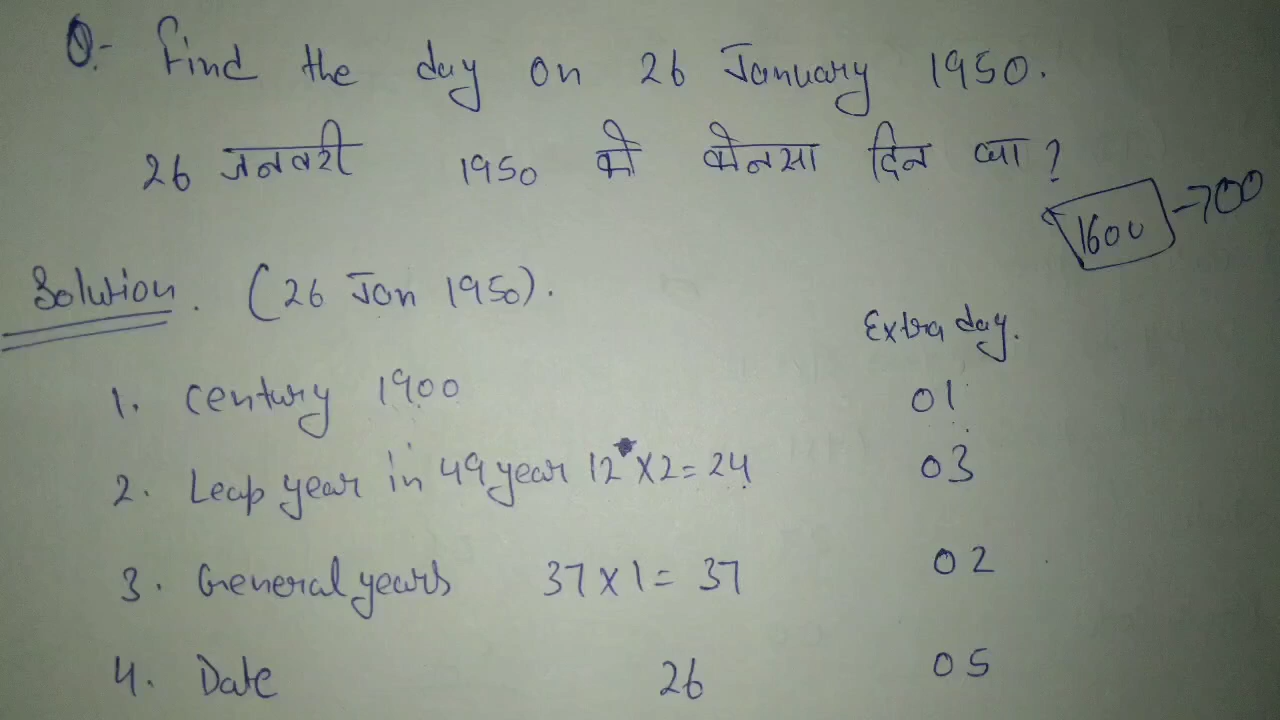 Q:- Find the day on 26 January 1950.
26 जनवरी 1950 को कोनसा दिन था ?
1600 → 00
Solution. (26 Jan 1950).
Extra day.
1. Century 1900 01
2. Leap year in 49 year 12 × 2 = 24 03
3. General years 37 × 1 = 37 02
4. Date 26 05